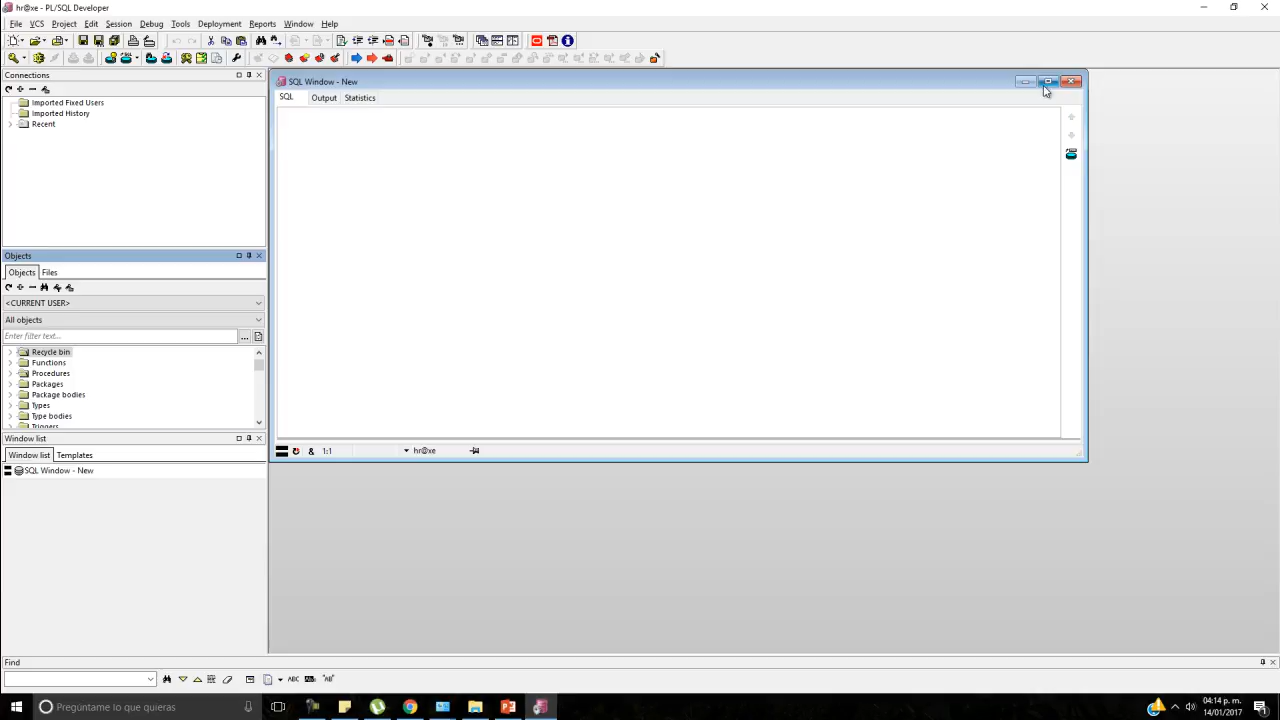 hr@xe - PL/SQL Developer
File VCS Project Edit Session Debug Tools Deployment Reports Window Help
Connections
Imported Fixed Users
Imported History
Recent
SQL Window - New
SQL Output Statistics
1:1 hr@xe
Objects
Objects Files
<CURRENT USER>
All objects
Enter filter text...
Recycle bin
Functions
Procedures
Packages
Package bodies
Types
Type bodies
Triggers
Window list
Window list Templates
SQL Window - New
Find
ABC
Pregúntame lo que quieras
04:14 p. m.
14/01/2017